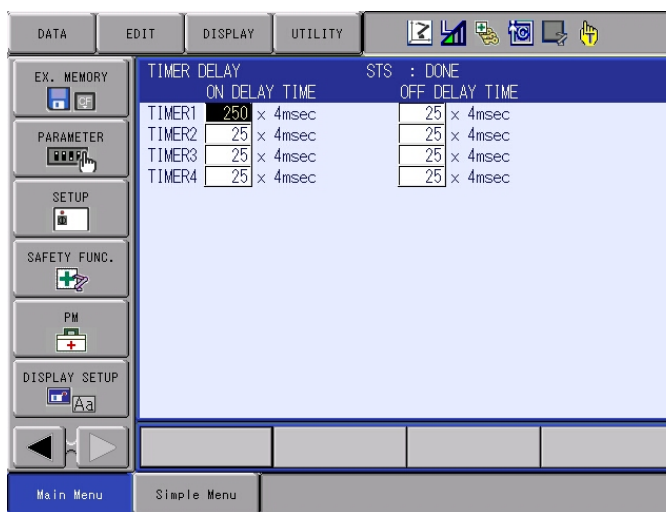 DATA EDIT DISPLAY UTILITY
EX. MEMORY
CF
PARAMETER
SETUP
SAFETY FUNC.
PM
DISPLAY SETUP
Aa
TIMER DELAY STS : DONE
ON DELAY TIME OFF DELAY TIME
TIMER1 250 × 4msec 25 × 4msec
TIMER2 25 × 4msec 25 × 4msec
TIMER3 25 × 4msec 25 × 4msec
TIMER4 25 × 4msec 25 × 4msec
Main Menu Simple Menu